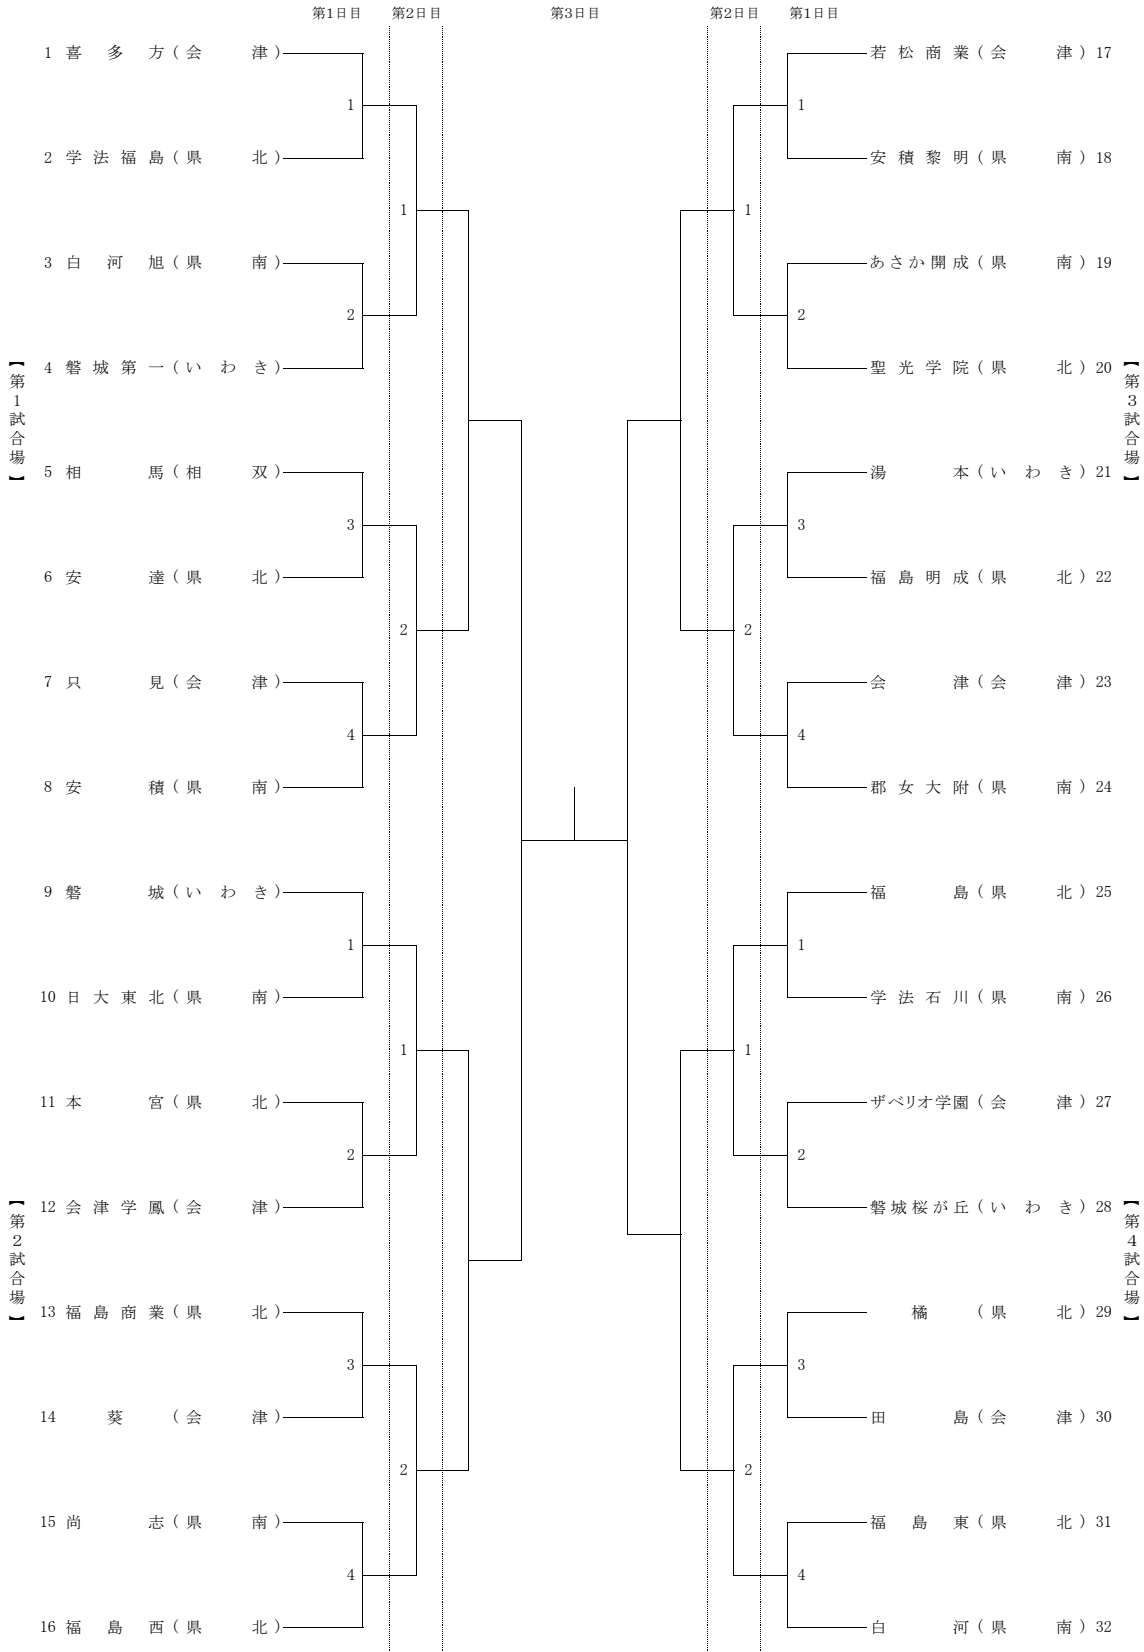 第1日目 第2日目 第3日目 第2日目 第1日目
1 喜多方(会津) 若松商業(会津) 17
1 1
2 学法福島(県北) 安積黎明(県南) 18
1 1
3 白河旭(県南) あさか開成(県南) 19
2 2
4 磐城第一(いわき) 聖光学院(県北) 20
【第1試合場】 【第3試合場】
5 相馬(相双) 湯本(いわき) 21
3 3
6 安達(県北) 福島明成(県北) 22
2 2
7 只見(会津) 会津(会津) 23
4 4
8 安積(県南) 郡女大附(県南) 24
9 磐城(いわき) 福島(県北) 25
1 1
10 日大東北(県南) 学法石川(県南) 26
1 1
11 本宮(県北) ザベリオ学園(会津) 27
2 2
12 会津学鳳(会津) 磐城桜が丘(いわき) 28
【第2試合場】 【第4試合場】
13 福島商業(県北) 橘(県北) 29
3 3
14 葵(会津) 田島(会津) 30
2 2
15 尚志(県南) 福島東(県北) 31
4 4
16 福島西(県北) 白河(県南) 32